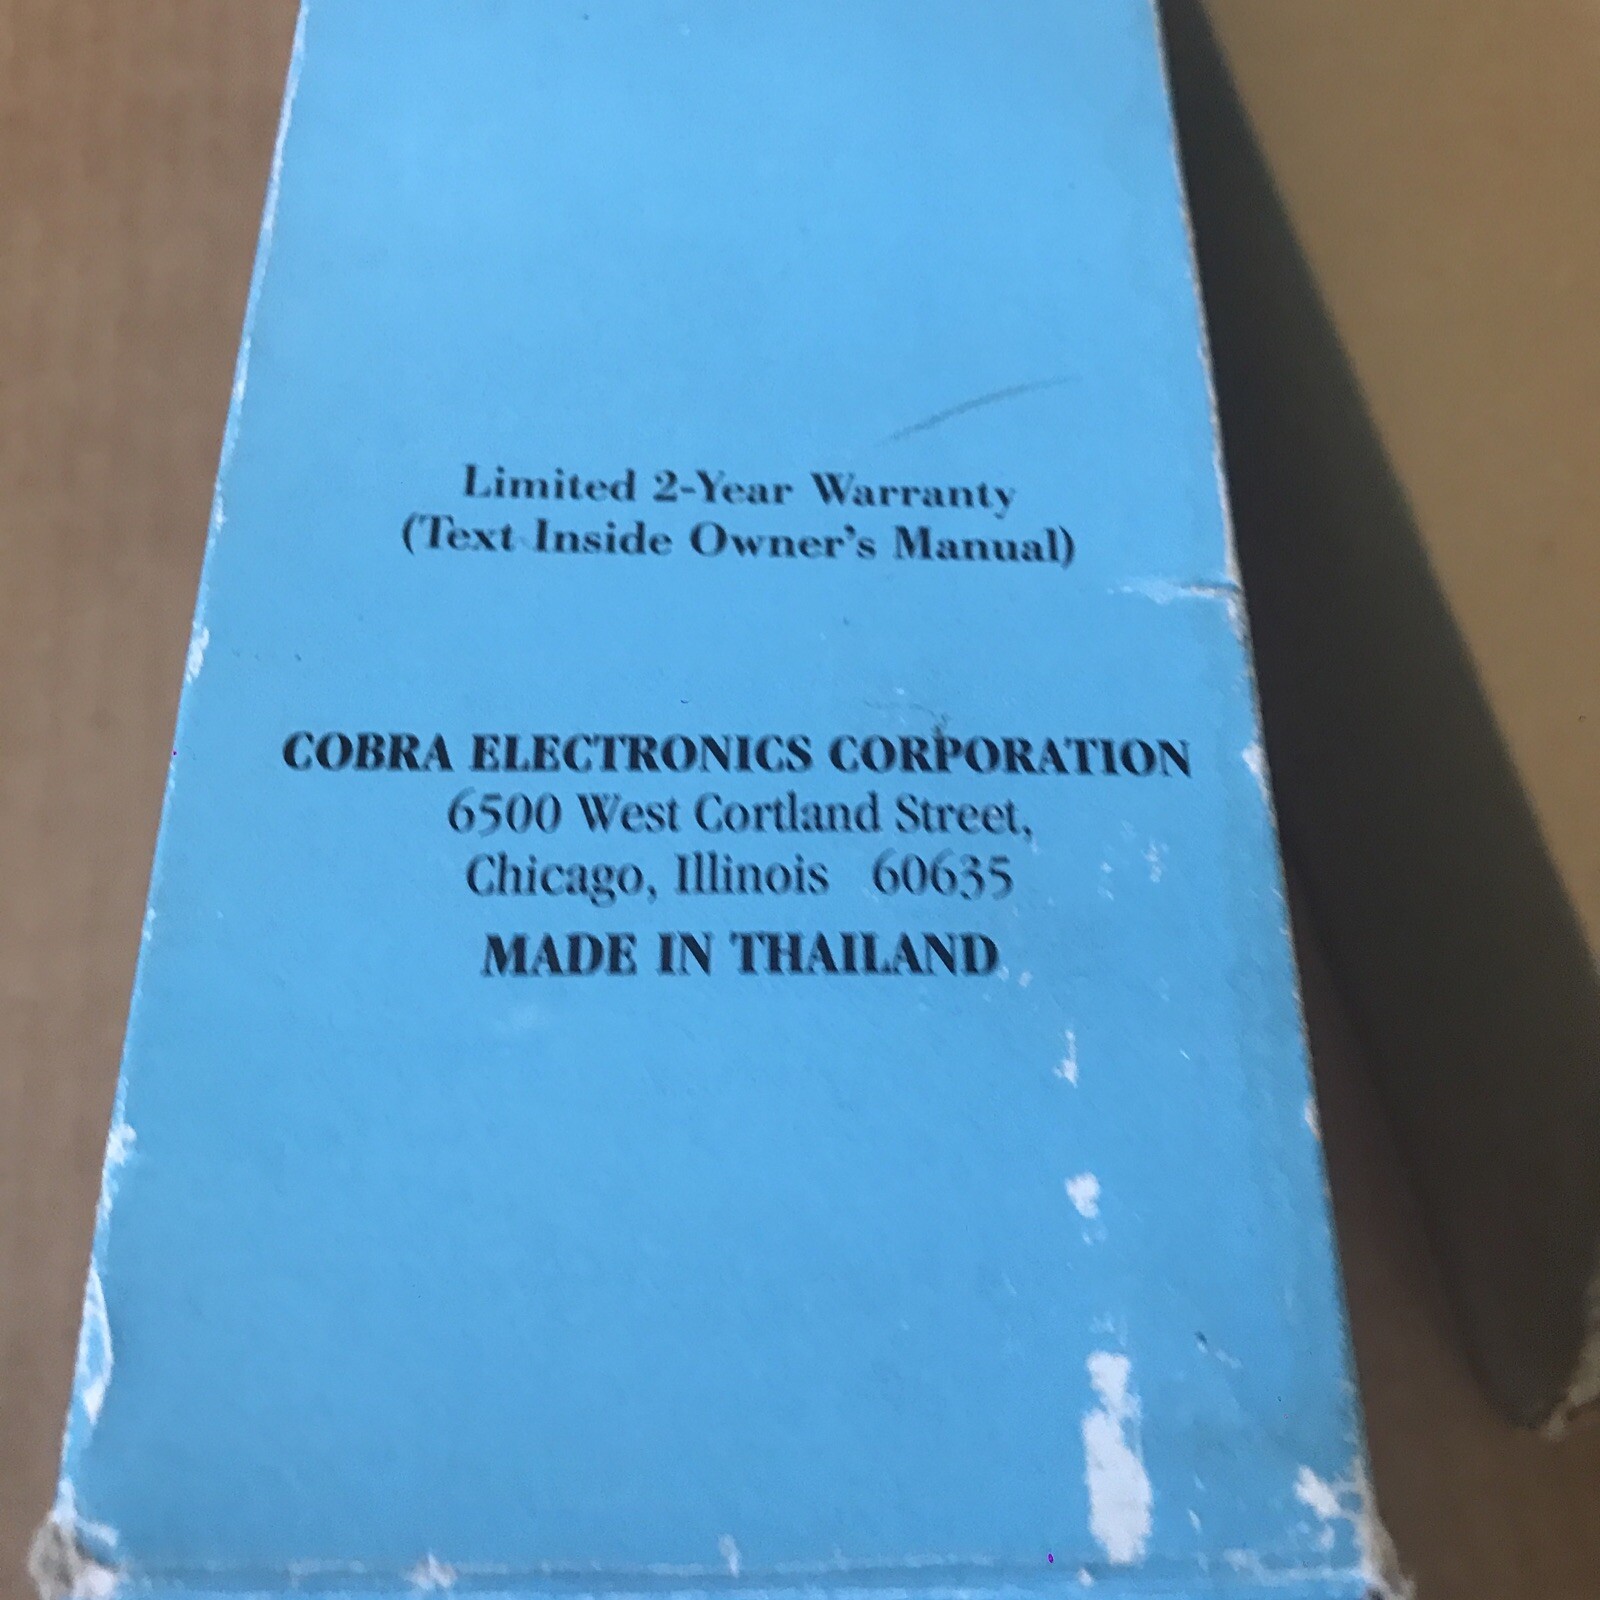 Limited 2-Year Warranty
(Text Inside Owner's Manual)
COBRA ELECTRONICS CORPORATION
6500 West Cortland Street,
Chicago, Illinois 60635
MADE IN THAILAND